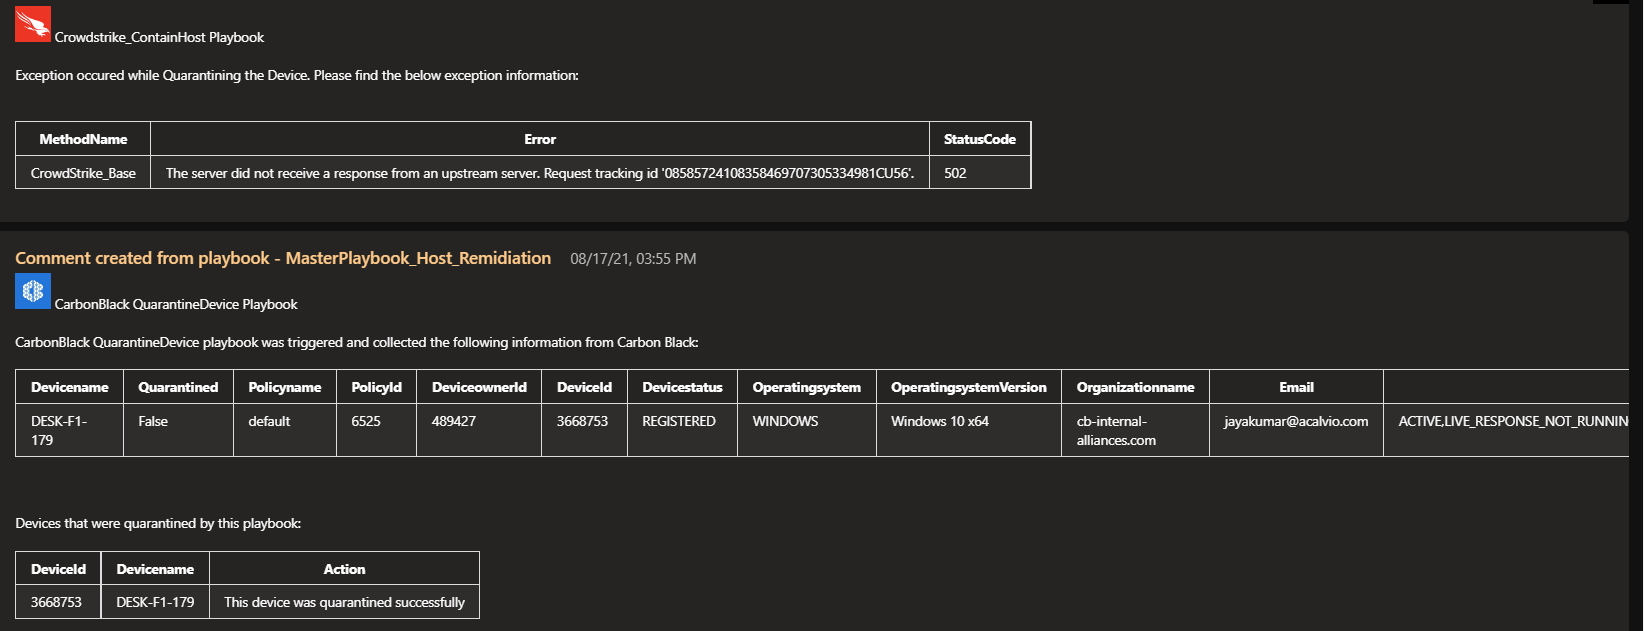 Crowdstrike_ContainHost Playbook
Exception occured while Quarantining the Device. Please find the below exception information:
MethodName Error StatusCode
CrowdStrike_Base The server did not receive a response from an upstream server. Request tracking id '08585724108358469707305334981CU56'. 502
Comment created from playbook - MasterPlaybook_Host_Remidiation 08/17/21, 03:55 PM
CarbonBlack QuarantineDevice Playbook
CarbonBlack QuarantineDevice playbook was triggered and collected the following information from Carbon Black:
Devicename Quarantined Policyname PolicyId DeviceownerId DeviceId Devicestatus Operatingsystem OperatingsystemVersion Organizationname Email
DESK-F1- False default 6525 489427 3668753 REGISTERED WINDOWS Windows 10 x64 cb-internal- jayakumar@acalvio.com ACTIVE,LIVE_RESPONSE_NOT_RUNNIN
179 alliances.com
Devices that were quarantined by this playbook:
DeviceId Devicename Action
3668753 DESK-F1-179 This device was quarantined successfully